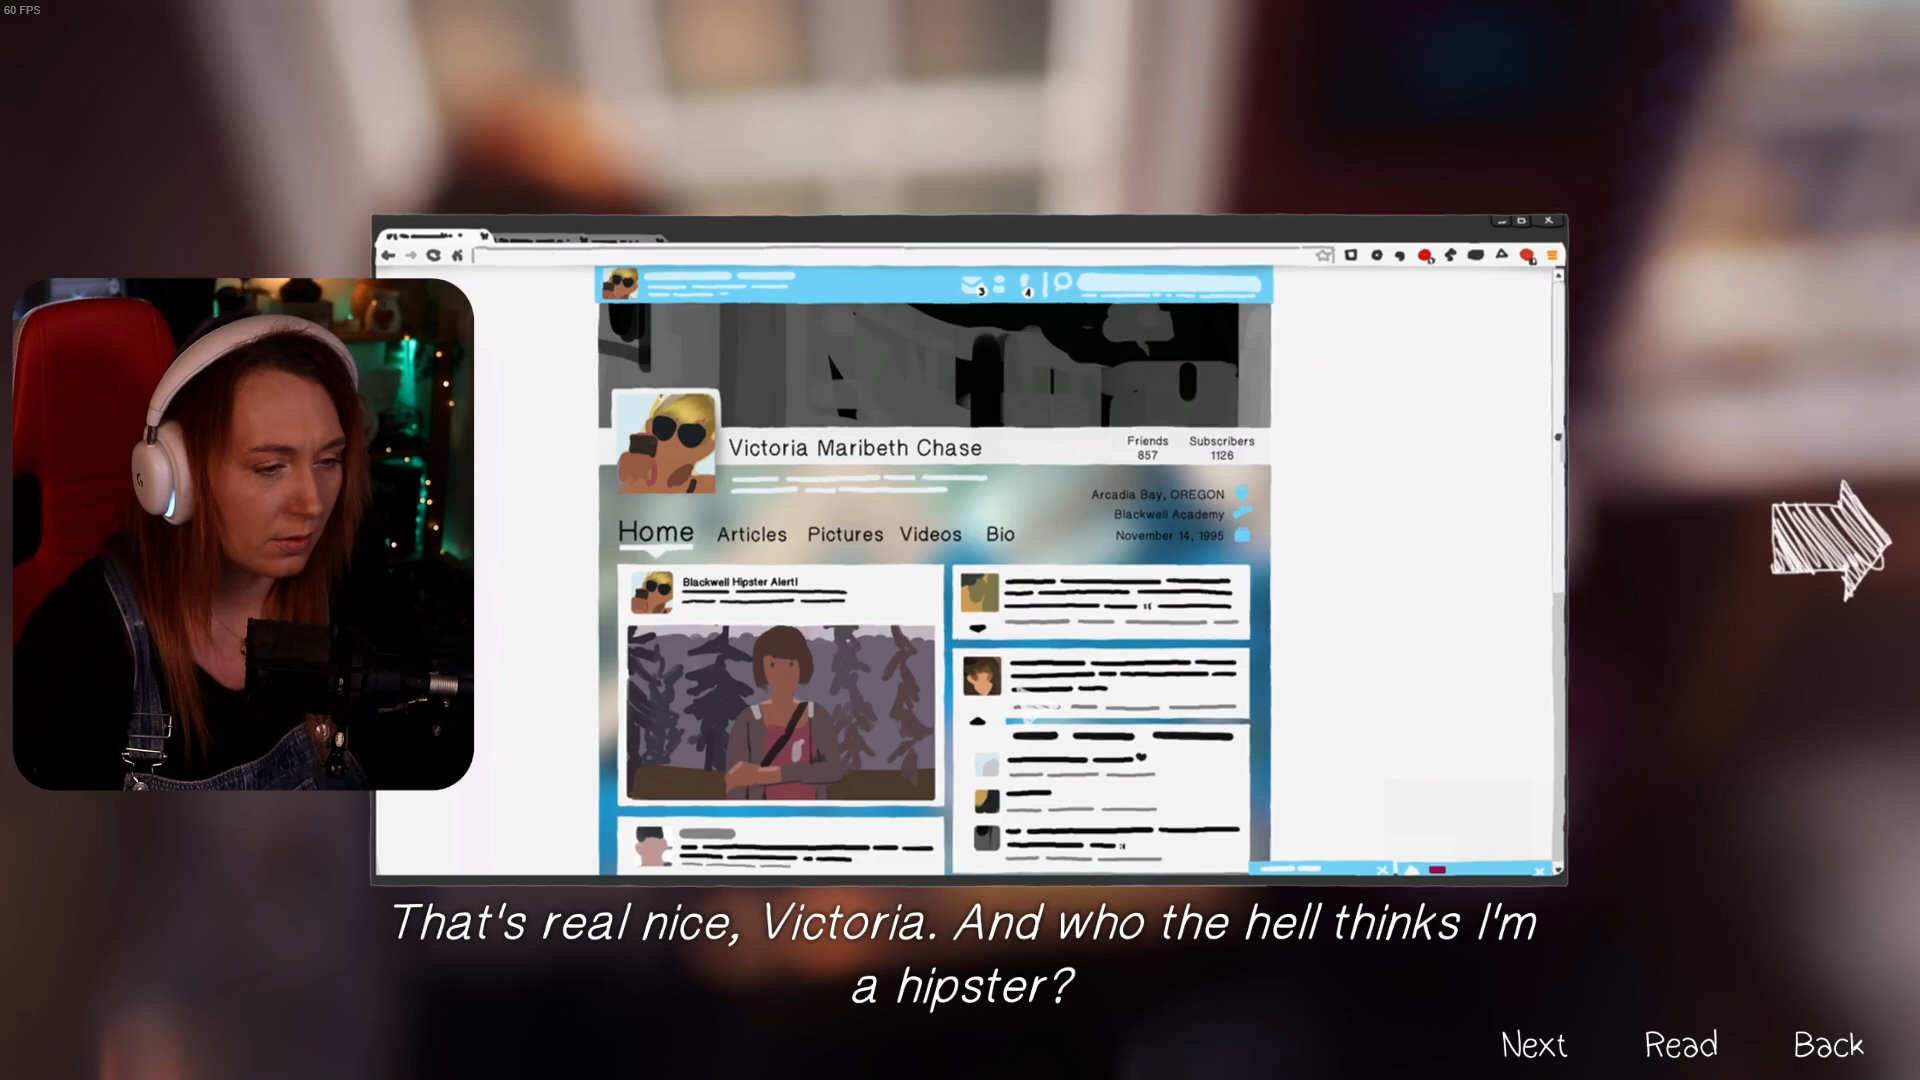 60 FPS
3
4
Victoria Maribeth Chase
Friends
857
Subscribers
1126
Arcadia Bay, OREGON
Blackwell Academy
November 14, 1995
Home Articles Pictures Videos Bio
Blackwell Hipster Alert!
That's real nice, Victoria. And who the hell thinks I'm
a hipster?
Next Read Back